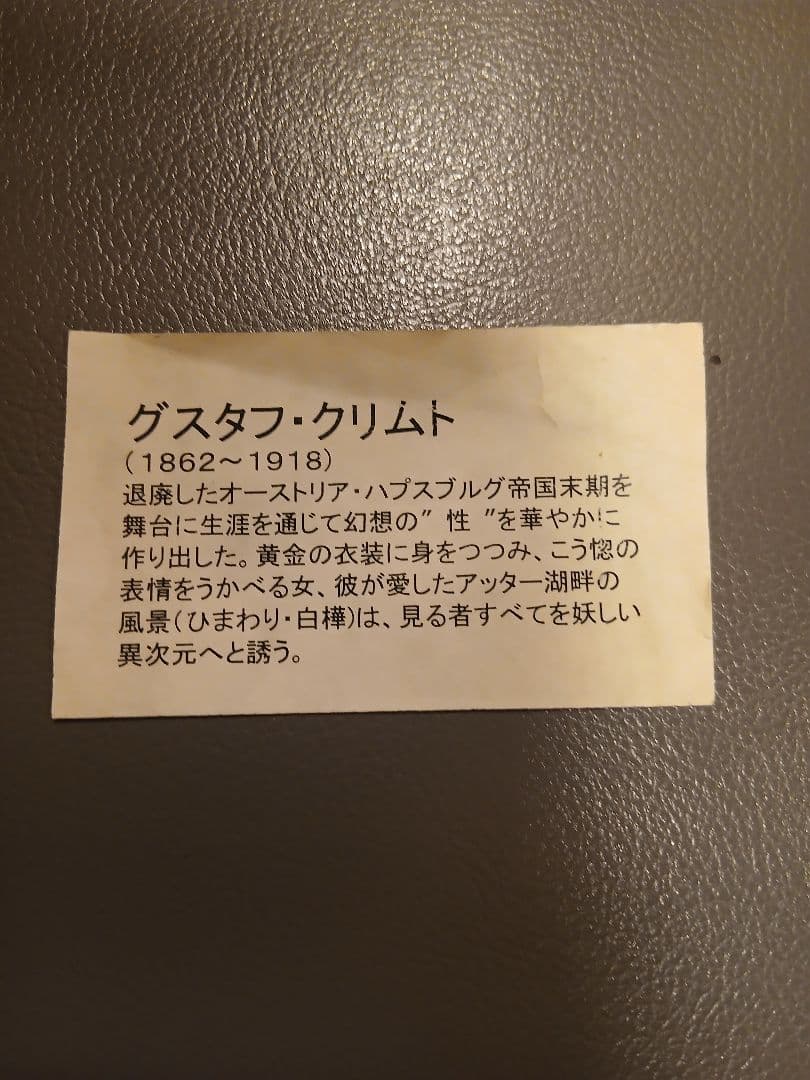 グスタフ・クリムト
(1862～1918)
退廃したオーストリア・ハプスブルグ帝国末期を
舞台に生涯を通じて幻想の”性”を華やかに
作り出した。黄金の衣装に身をつつみ、こう惚の
表情をうかべる女、彼が愛したアッター湖畔の
風景(ひまわり・白樺)は、見る者すべてを妖しい
異次元へと誘う。